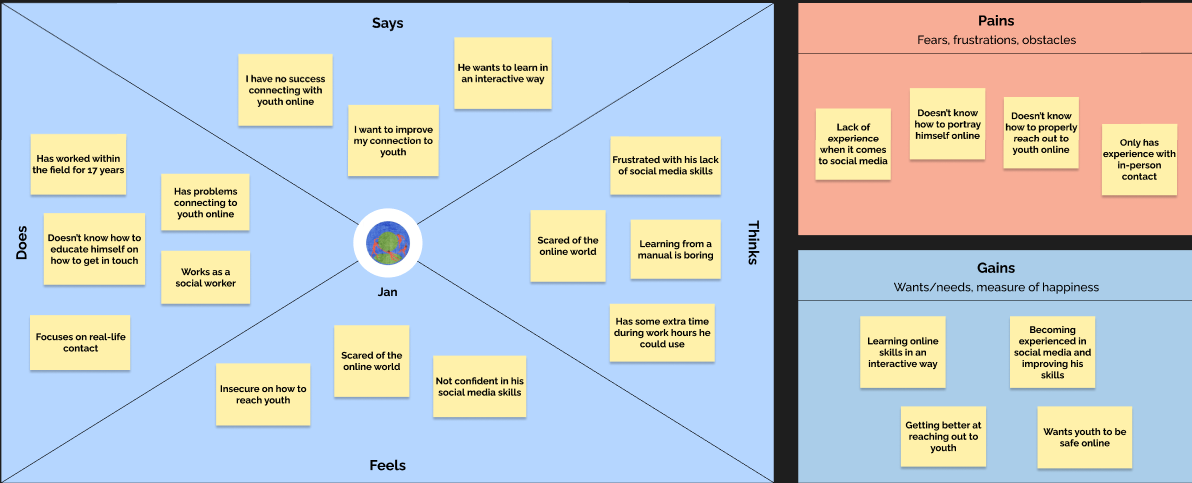 Says
I have no success
connecting with
youth online
I want to improve
my connection to
youth
He wants to learn in
an interactive way
Does
Has worked within
the field for 17 years
Has problems
connecting to
youth online
Doesn't know how to
educate himself on
how to get in touch
Works as a
social worker
Focuses on real-life
contact
Jan
Thinks
Frustrated with his lack
of social media skills
Scared of the
online world
Learning from a
manual is boring
Has some extra time
during work hours he
could use
Feels
Insecure on how to
reach youth
Scared of the
online world
Not confident in his
social media skills
Pains
Fears, frustrations, obstacles
Lack of
experience
when it comes
to social media
Doesn't know
how to portray
himself online
Doesn't know
how to properly
reach out to
youth online
Only has
experience with
in-person
contact
Gains
Wants/needs, measure of happiness
Learning online
skills in an
interactive way
Becoming
experienced in
social media and
improving his
skills
Getting better at
reaching out to
youth
Wants youth to be
safe online